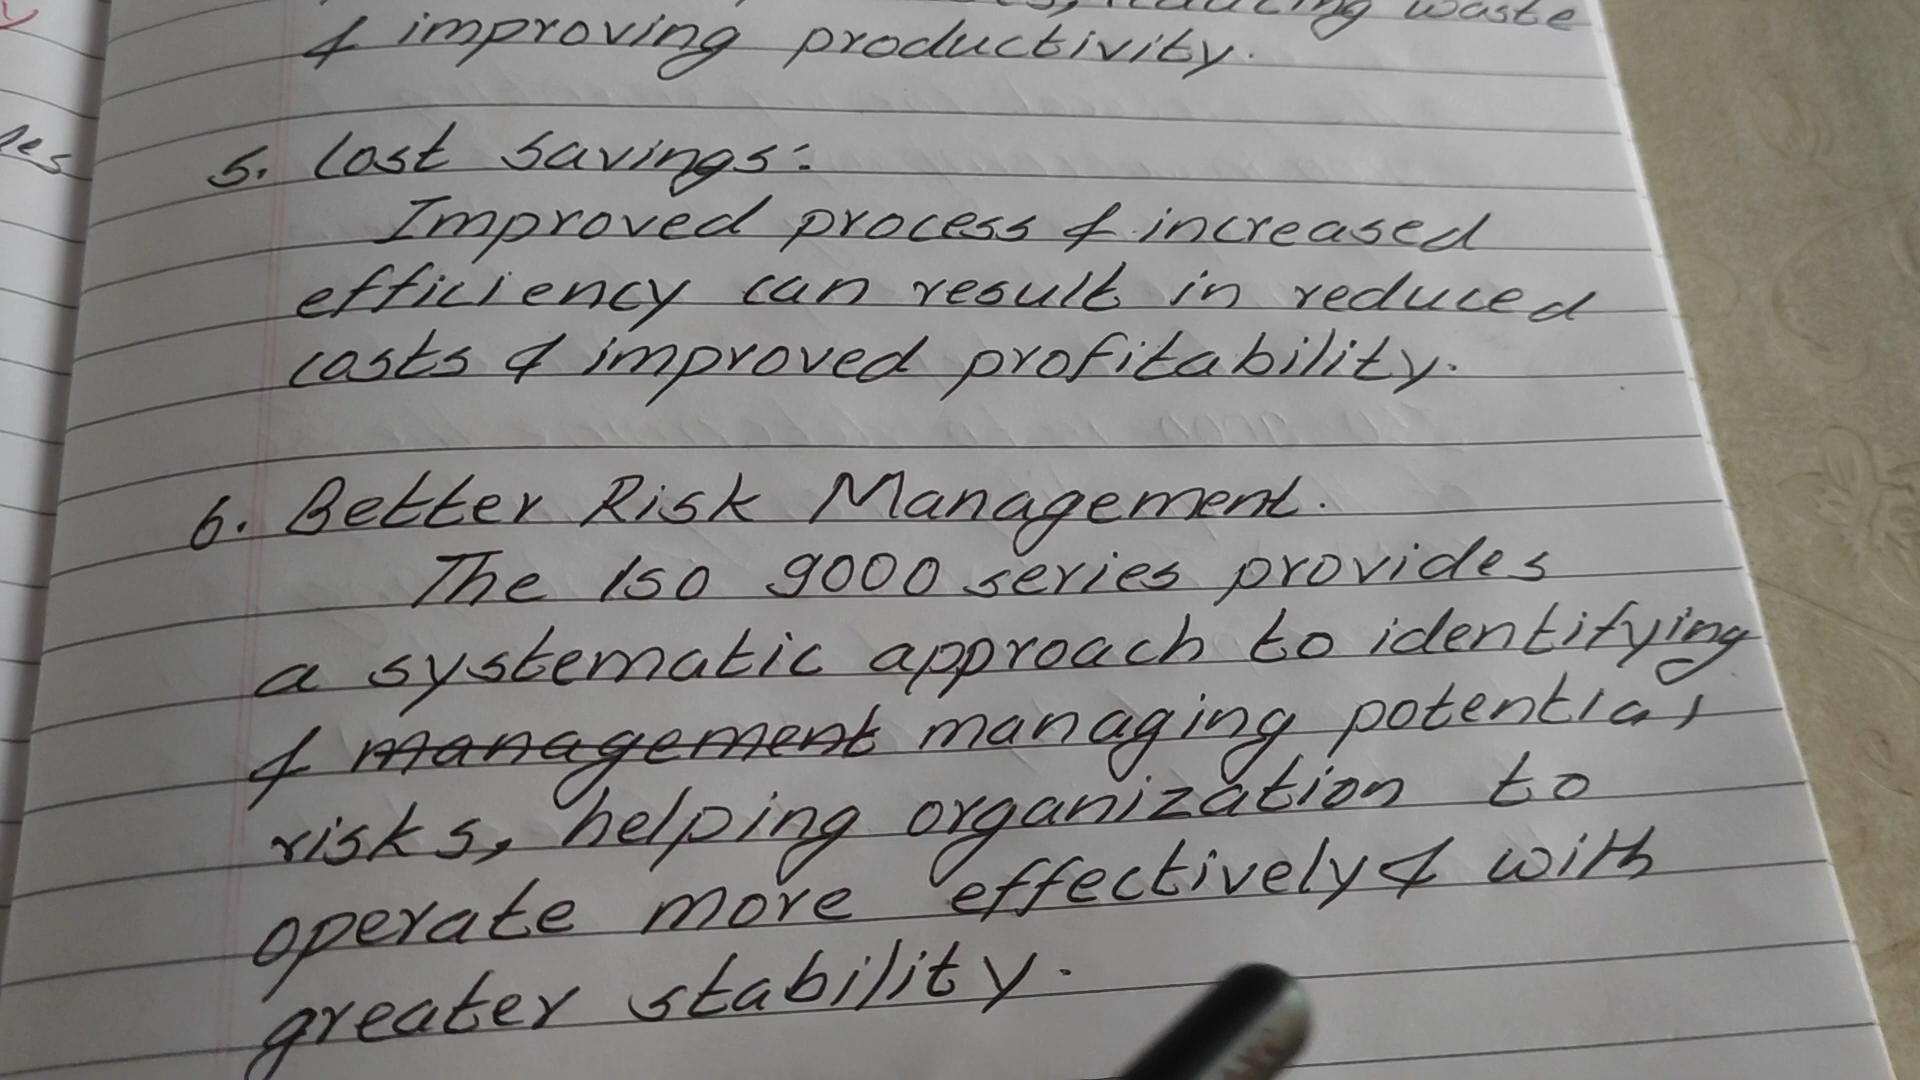 reducing waste
& improving productivity.
5. Cost Savings:
Improved process & increased
efficiency can result in reduced
costs & improved profitability.
6. Better Risk Management.
The ISO 9000 series provides
a systematic approach to identifying
& management managing potential
risks, helping organization to
operate more effectively & with
greater stability.